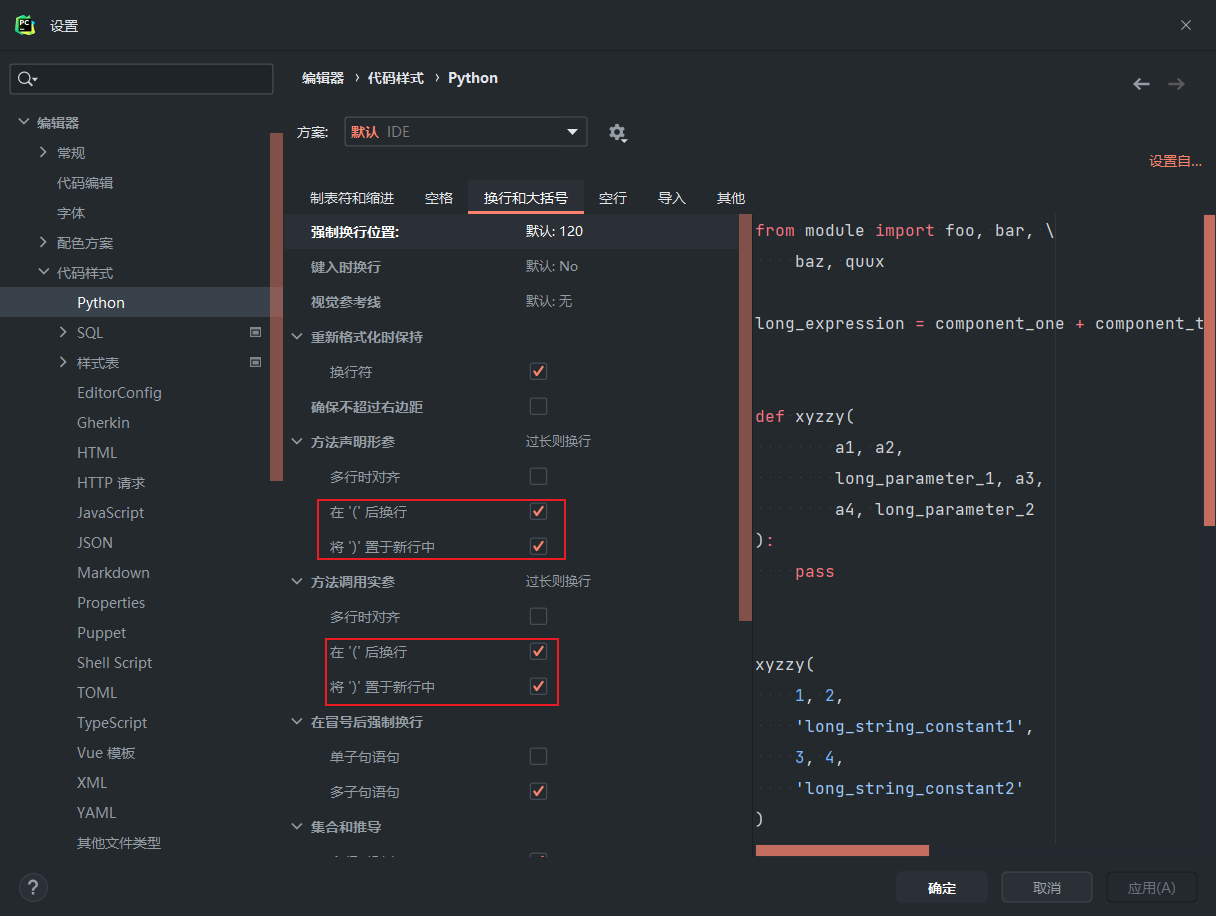 设置
编辑器 › 代码样式 › Python
方案: 默认 IDE
设置自...
编辑器
常规
代码编辑
字体
配色方案
代码样式
Python
SQL
样式表
EditorConfig
Gherkin
HTML
HTTP 请求
JavaScript
JSON
Markdown
Properties
Puppet
Shell Script
TOML
TypeScript
Vue 模板
XML
YAML
其他文件类型
制表符和缩进 空格 换行和大括号 空行 导入 其他
强制换行位置: 默认: 120
键入时换行 默认: No
视觉参考线 默认: 无
重新格式化时保持
换行符
确保不超过右边距
方法声明形参 过长则换行
多行时对齐
在 '(' 后换行
将 ')' 置于新行中
方法调用实参 过长则换行
多行时对齐
在 '(' 后换行
将 ')' 置于新行中
在冒号后强制换行
单子句语句
多子句语句
集合和推导
from module import foo, bar, \
baz, quux
long_expression = component_one + component_t
def xyzzy(
a1, a2,
long_parameter_1, a3,
a4, long_parameter_2
):
pass
xyzzy(
1, 2,
'long_string_constant1',
3, 4,
'long_string_constant2'
)
?
确定 取消 应用(A)